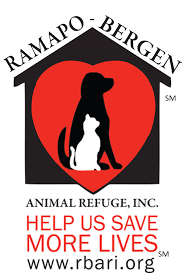 RAMAPO - BERGEN
SM
ANIMAL REFUGE, INC.
HELP US SAVE
MORE LIVES SM
www.rbari.org